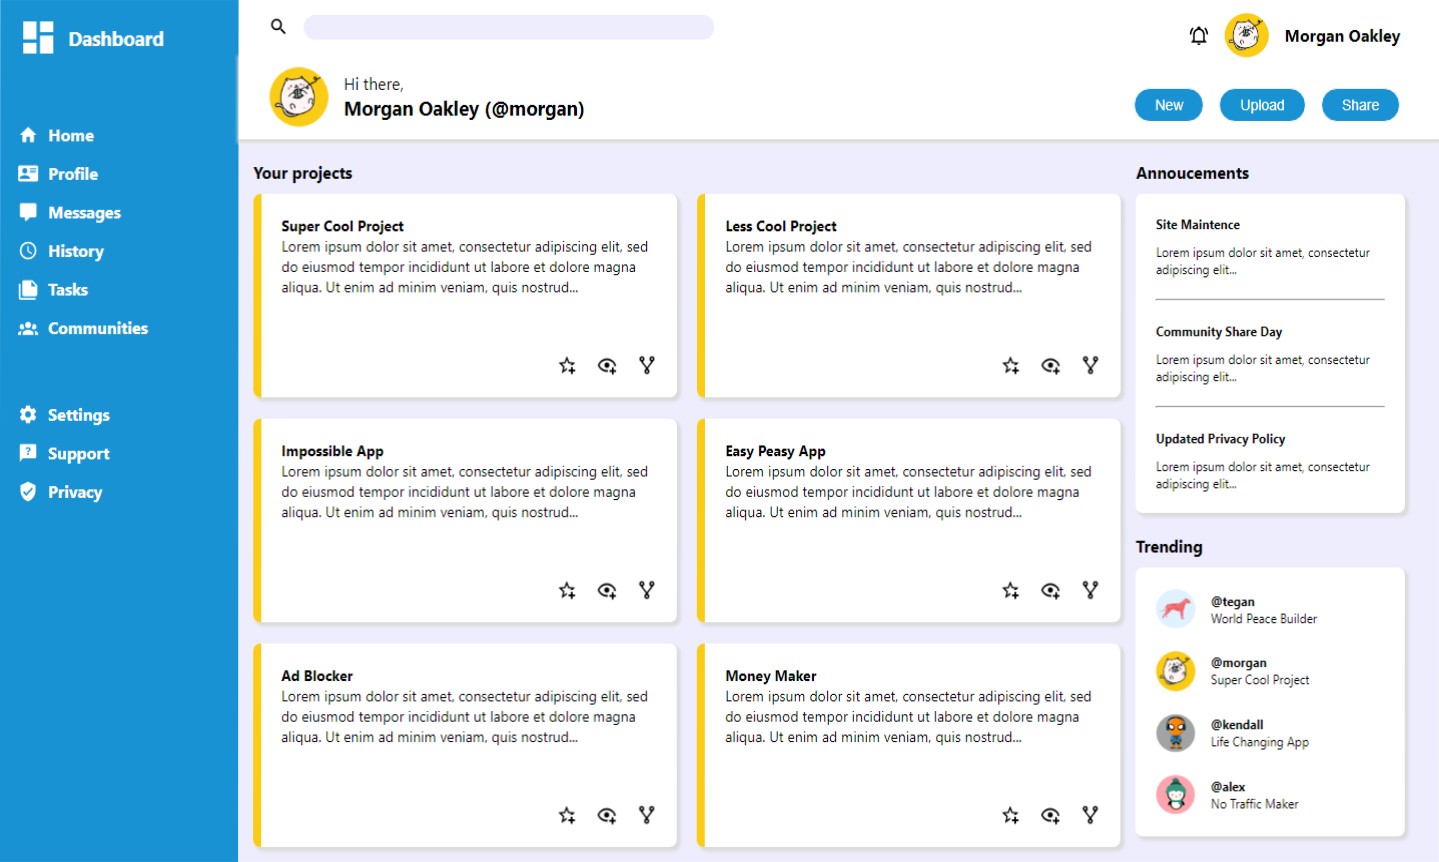 Dashboard
Home
Profile
Messages
History
Tasks
Communities
Settings
Support
Privacy
Morgan Oakley
Hi there,
Morgan Oakley (@morgan)
New
Upload
Share
Your projects
Super Cool Project
Lorem ipsum dolor sit amet, consectetur adipiscing elit, sed
do eiusmod tempor incididunt ut labore et dolore magna
aliqua. Ut enim ad minim veniam, quis nostrud...
Less Cool Project
Lorem ipsum dolor sit amet, consectetur adipiscing elit, sed
do eiusmod tempor incididunt ut labore et dolore magna
aliqua. Ut enim ad minim veniam, quis nostrud...
Impossible App
Lorem ipsum dolor sit amet, consectetur adipiscing elit, sed
do eiusmod tempor incididunt ut labore et dolore magna
aliqua. Ut enim ad minim veniam, quis nostrud...
Easy Peasy App
Lorem ipsum dolor sit amet, consectetur adipiscing elit, sed
do eiusmod tempor incididunt ut labore et dolore magna
aliqua. Ut enim ad minim veniam, quis nostrud...
Ad Blocker
Lorem ipsum dolor sit amet, consectetur adipiscing elit, sed
do eiusmod tempor incididunt ut labore et dolore magna
aliqua. Ut enim ad minim veniam, quis nostrud...
Money Maker
Lorem ipsum dolor sit amet, consectetur adipiscing elit, sed
do eiusmod tempor incididunt ut labore et dolore magna
aliqua. Ut enim ad minim veniam, quis nostrud...
Annoucements
Site Maintence
Lorem ipsum dolor sit amet, consectetur
adipiscing elit...
Community Share Day
Lorem ipsum dolor sit amet, consectetur
adipiscing elit...
Updated Privacy Policy
Lorem ipsum dolor sit amet, consectetur
adipiscing elit...
Trending
@tegan
World Peace Builder
@morgan
Super Cool Project
@kendall
Life Changing App
@alex
No Traffic Maker